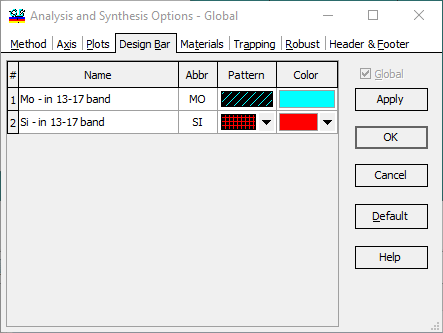 Analysis and Synthesis Options - Global
Method Axis Plots Design Bar Materials Trapping Robust Header & Footer
# Name Abbr Pattern Color
1 Mo - in 13-17 band MO
2 Si - in 13-17 band SI
Global
Apply
OK
Cancel
Default
Help